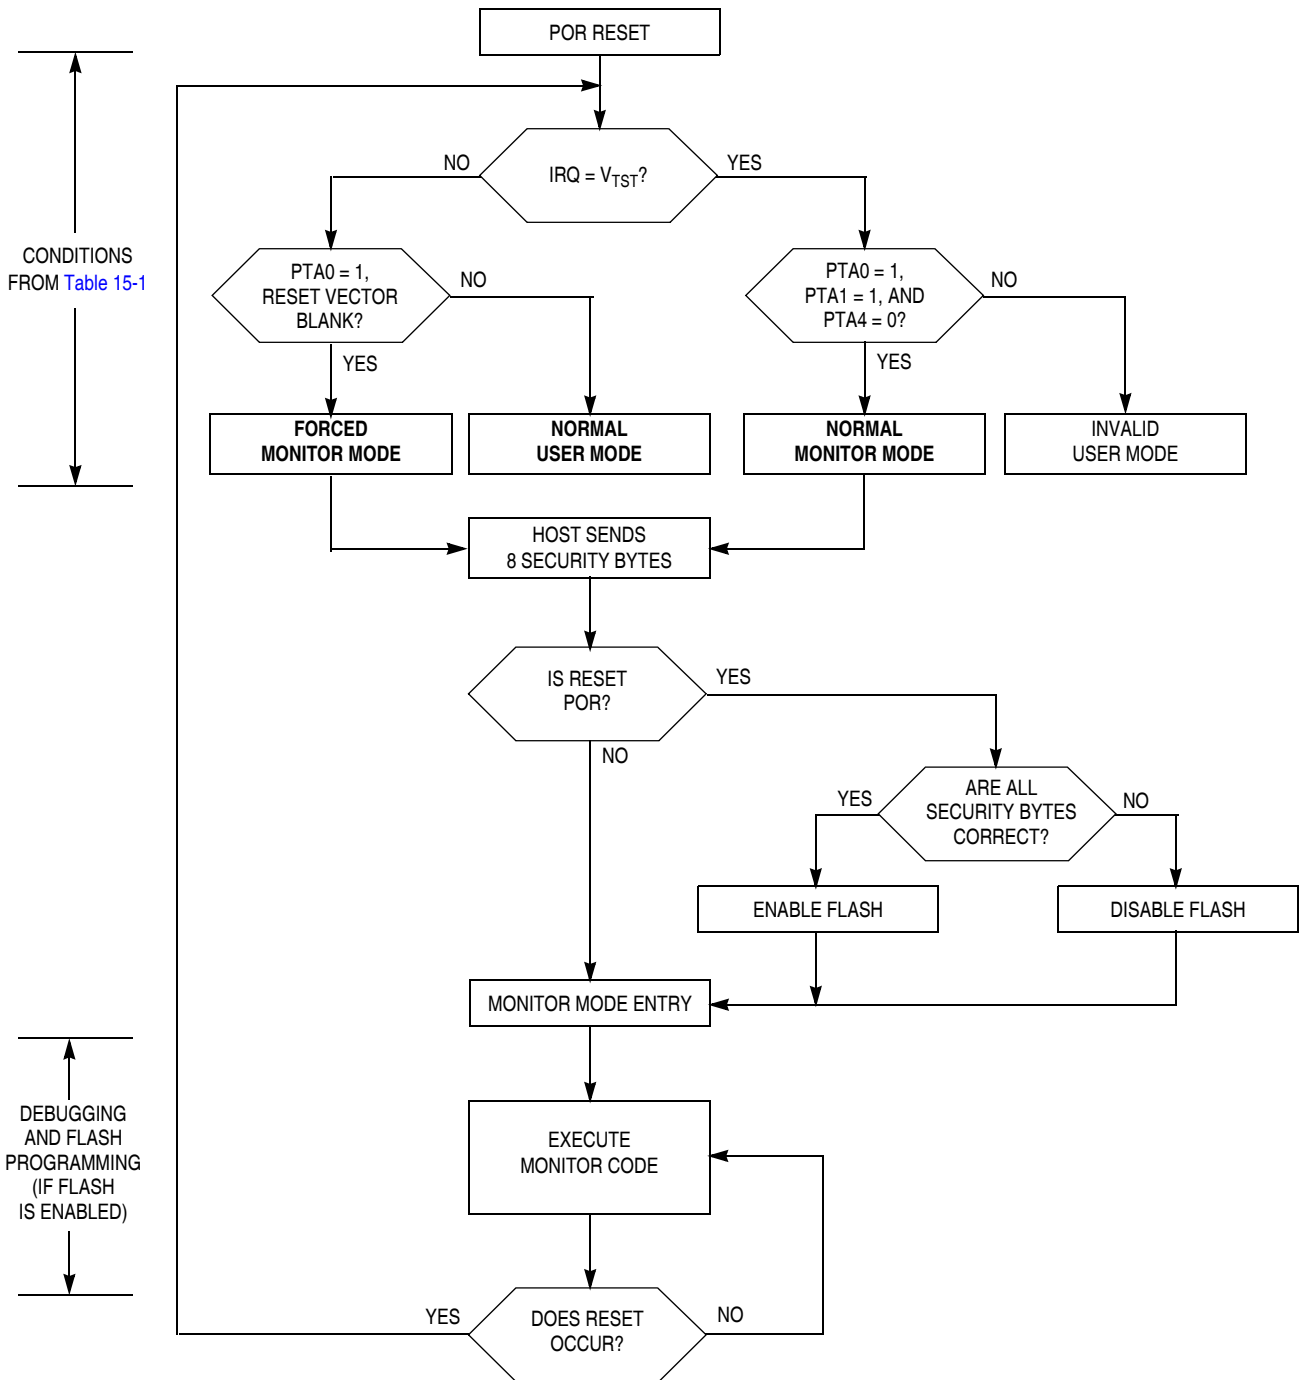 POR RESET
NO
IRQ = VTST?
YES
CONDITIONS
FROM Table 15-1
PTA0 = 1,
RESET VECTOR
BLANK?
NO
YES
PTA0 = 1,
PTA1 = 1, AND
PTA4 = 0?
NO
YES
FORCED
MONITOR MODE
NORMAL
USER MODE
NORMAL
MONITOR MODE
INVALID
USER MODE
HOST SENDS
8 SECURITY BYTES
IS RESET
POR?
YES
NO
YES
ARE ALL
SECURITY BYTES
CORRECT?
NO
ENABLE FLASH
DISABLE FLASH
MONITOR MODE ENTRY
DEBUGGING
AND FLASH
PROGRAMMING
(IF FLASH
IS ENABLED)
EXECUTE
MONITOR CODE
YES
DOES RESET
OCCUR?
NO